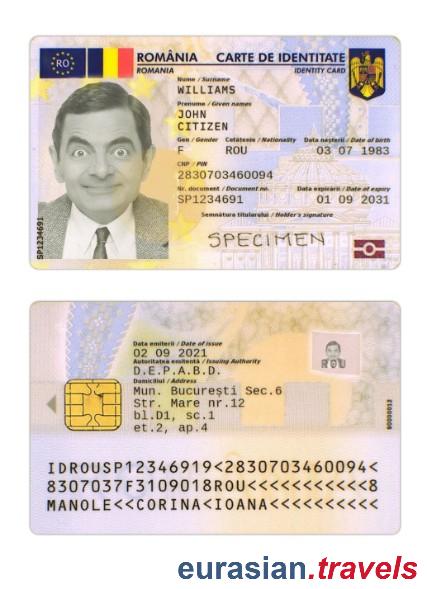 RO
ROMÂNIA CARTE DE IDENTITATE
ROMANIA IDENTITY CARD
Nume / Surname
WILLIAMS
Prenume / Given names
JOHN
CITIZEN
Gen / Gender Cetățenie / Nationality Data nașterii / Date of birth
F ROU 03 07 1983
CNP / PIN
2830703460094
Nr. document / Document no. Data expirării / Date of expiry
SP1234691 01 09 2031
Semnătura titularului / Holder's signature
SPECIMEN
SP1234691
Data emiterii / Date of issue
02 09 2021
Autoritatea emitentă / Issuing Authority
D.E.P.A.B.D.
Domiciliul / Address
Mun. București Sec.6
Str. Mare nr.12
bl.D1, sc.1
et.2, ap.4
ROU
IDROUSP12346919<2830703460094<
8307037F3109018ROU<<<<<<<<<<<8
MANOLE<<CORINA<IOANA<<<<<<<<<<
eurasian.travels